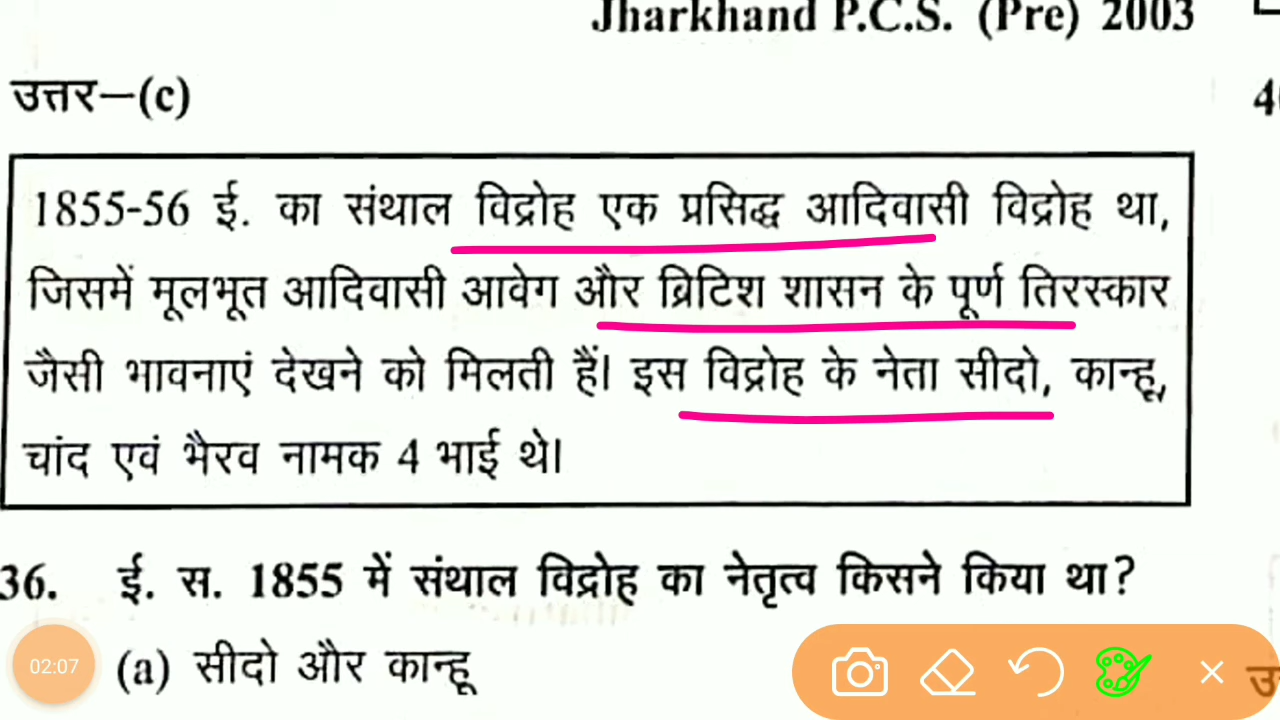 Jharkhand P.C.S. (Pre) 2003
उत्तर–(c)
1855-56 ई. का संथाल विद्रोह एक प्रसिद्ध आदिवासी विद्रोह था,
जिसमें मूलभूत आदिवासी आवेग और ब्रिटिश शासन के पूर्ण तिरस्कार
जैसी भावनाएं देखने को मिलती हैं। इस विद्रोह के नेता सीदो, कान्हू,
चांद एवं भैरव नामक 4 भाई थे।
36. ई. स. 1855 में संथाल विद्रोह का नेतृत्व किसने किया था?
(a) सीदो और कान्हू
02:07